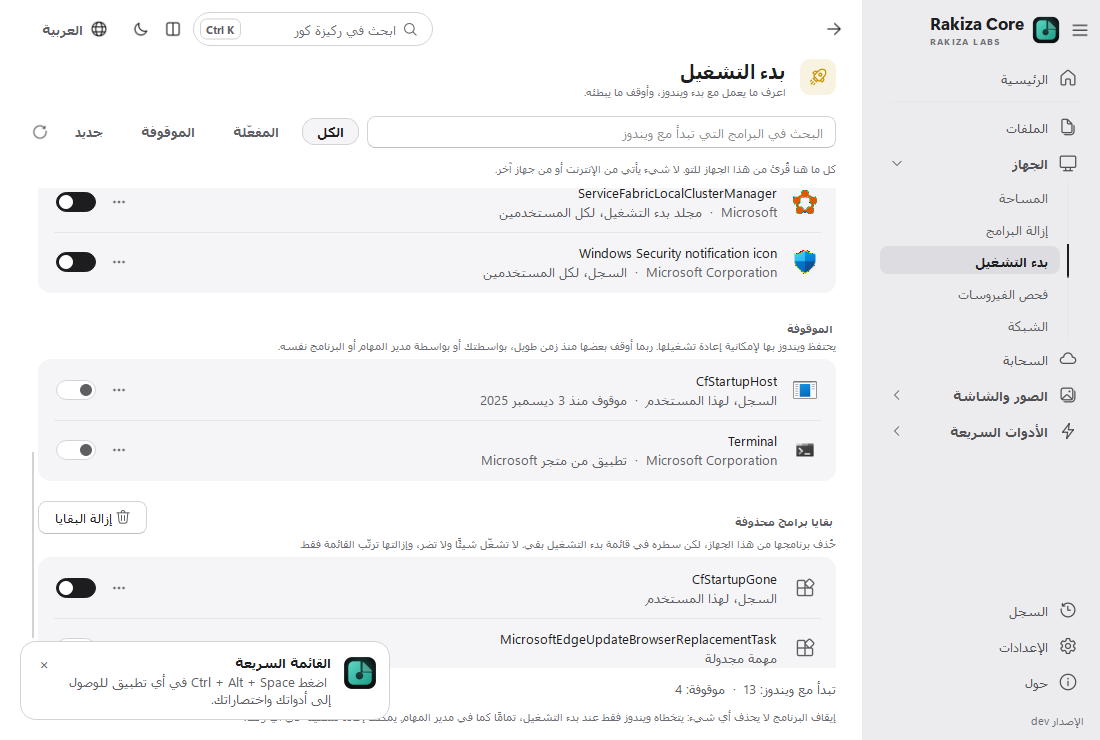 Rakiza Core
RAKIZA LABS
الرئيسية
الملفات
الجهاز
المساحة
إزالة البرامج
بدء التشغيل
فحص الفيروسات
الشبكة
السحابة
الصور والشاشة
الأدوات السريعة
السجل
الإعدادات
حول
الإصدار dev
ابحث في ركيزة كور Ctrl K
العربية
بدء التشغيل
اعرف ما يعمل مع بدء ويندوز، وأوقف ما يبطئه.
البحث في البرامج التي تبدأ مع ويندوز
الكل
المفعّلة
الموقوفة
جديد
كل ما هنا قُرئ من هذا الجهاز للتو. لا شيء يأتي من الإنترنت أو من جهاز آخر.
ServiceFabricLocalClusterManager
Microsoft · مجلد بدء التشغيل، لكل المستخدمين
Windows Security notification icon
Microsoft Corporation · السجل، لكل المستخدمين
الموقوفة
يحتفظ ويندوز بها لإمكانية إعادة تشغيلها. ربما أوقف بعضها منذ زمن طويل، بواسطتك أو بواسطة مدير المهام أو البرنامج نفسه.
CfStartupHost
السجل، لهذا المستخدم · موقوف منذ 3 ديسمبر 2025
Terminal
Microsoft Corporation · تطبيق من متجر Microsoft
بقايا برامج محذوفة
إزالة البقايا
حُذف برنامجها من هذا الجهاز، لكن سطره في قائمة بدء التشغيل بقي. لا تشغّل شيئًا ولا تضر، وإزالتها ترتّب القائمة فقط.
CfStartupGone
السجل، لهذا المستخدم
MicrosoftEdgeUpdateBrowserReplacementTask
مهمة مجدولة
تبدأ مع ويندوز: 13 · موقوفة: 4
إيقاف البرنامج لا يحذف أي شيء: يتخطاه ويندوز فقط عند بدء التشغيل، تمامًا كما في مدير المهام.
القائمة السريعة
اضغط Ctrl + Alt + Space في أي تطبيق للوصول
إلى أدواتك واختصاراتك.